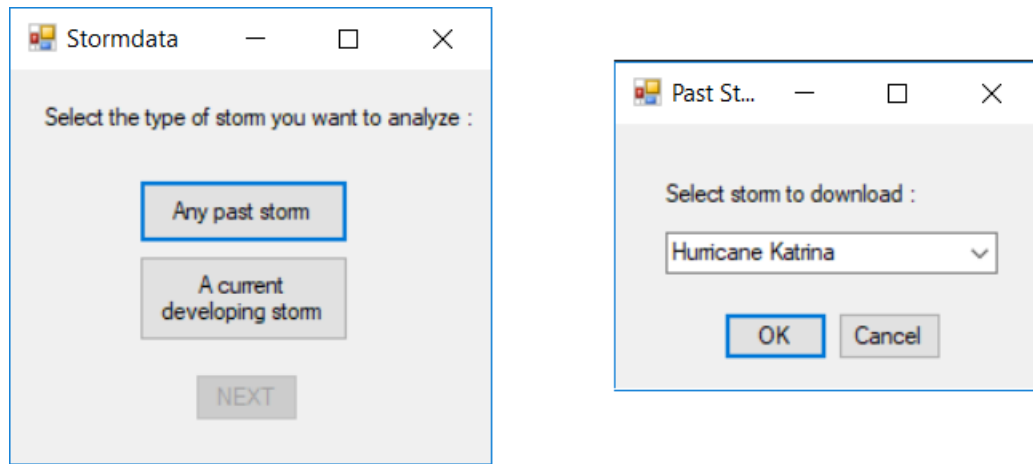 Stormdata
Select the type of storm you want to analyze :
Any past storm
A current
developing storm
NEXT
Past St...
Select storm to download :
Hurricane Katrina
OK
Cancel